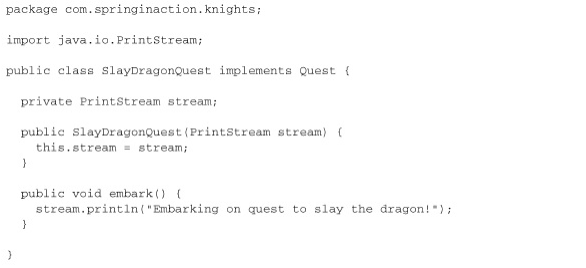 package com.springinaction.knights;
import java.io.PrintStream;
public class SlayDragonQuest implements Quest {
private PrintStream stream;
public SlayDragonQuest(PrintStream stream) {
this.stream = stream;
}
public void embark() {
stream.println("Embarking on quest to slay the dragon!");
}
}